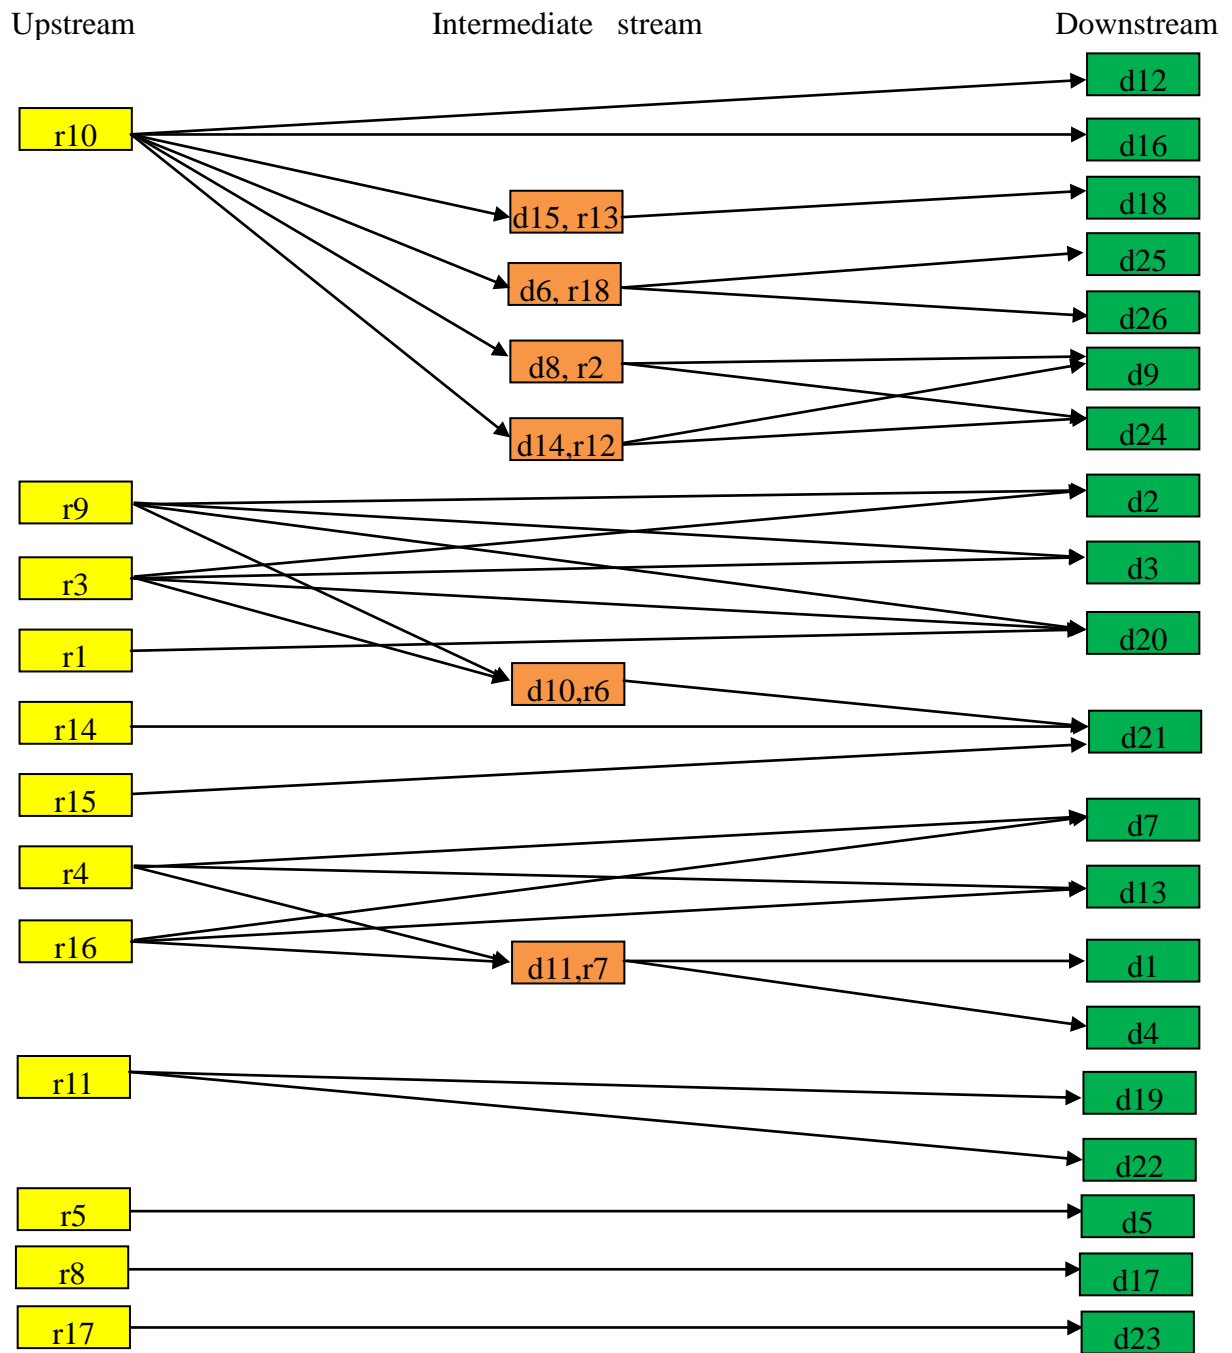 Upstream Intermediate stream Downstream
d12
r10
d16
d15, r13
d18
d6, r18
d25
d26
d8, r2
d9
d14,r12
d24
r9
d2
r3
d3
r1
d20
d10,r6
r14
d21
r15
d7
r4
d13
r16
d11,r7
d1
d4
r11
d19
d22
r5
d5
r8
d17
r17
d23